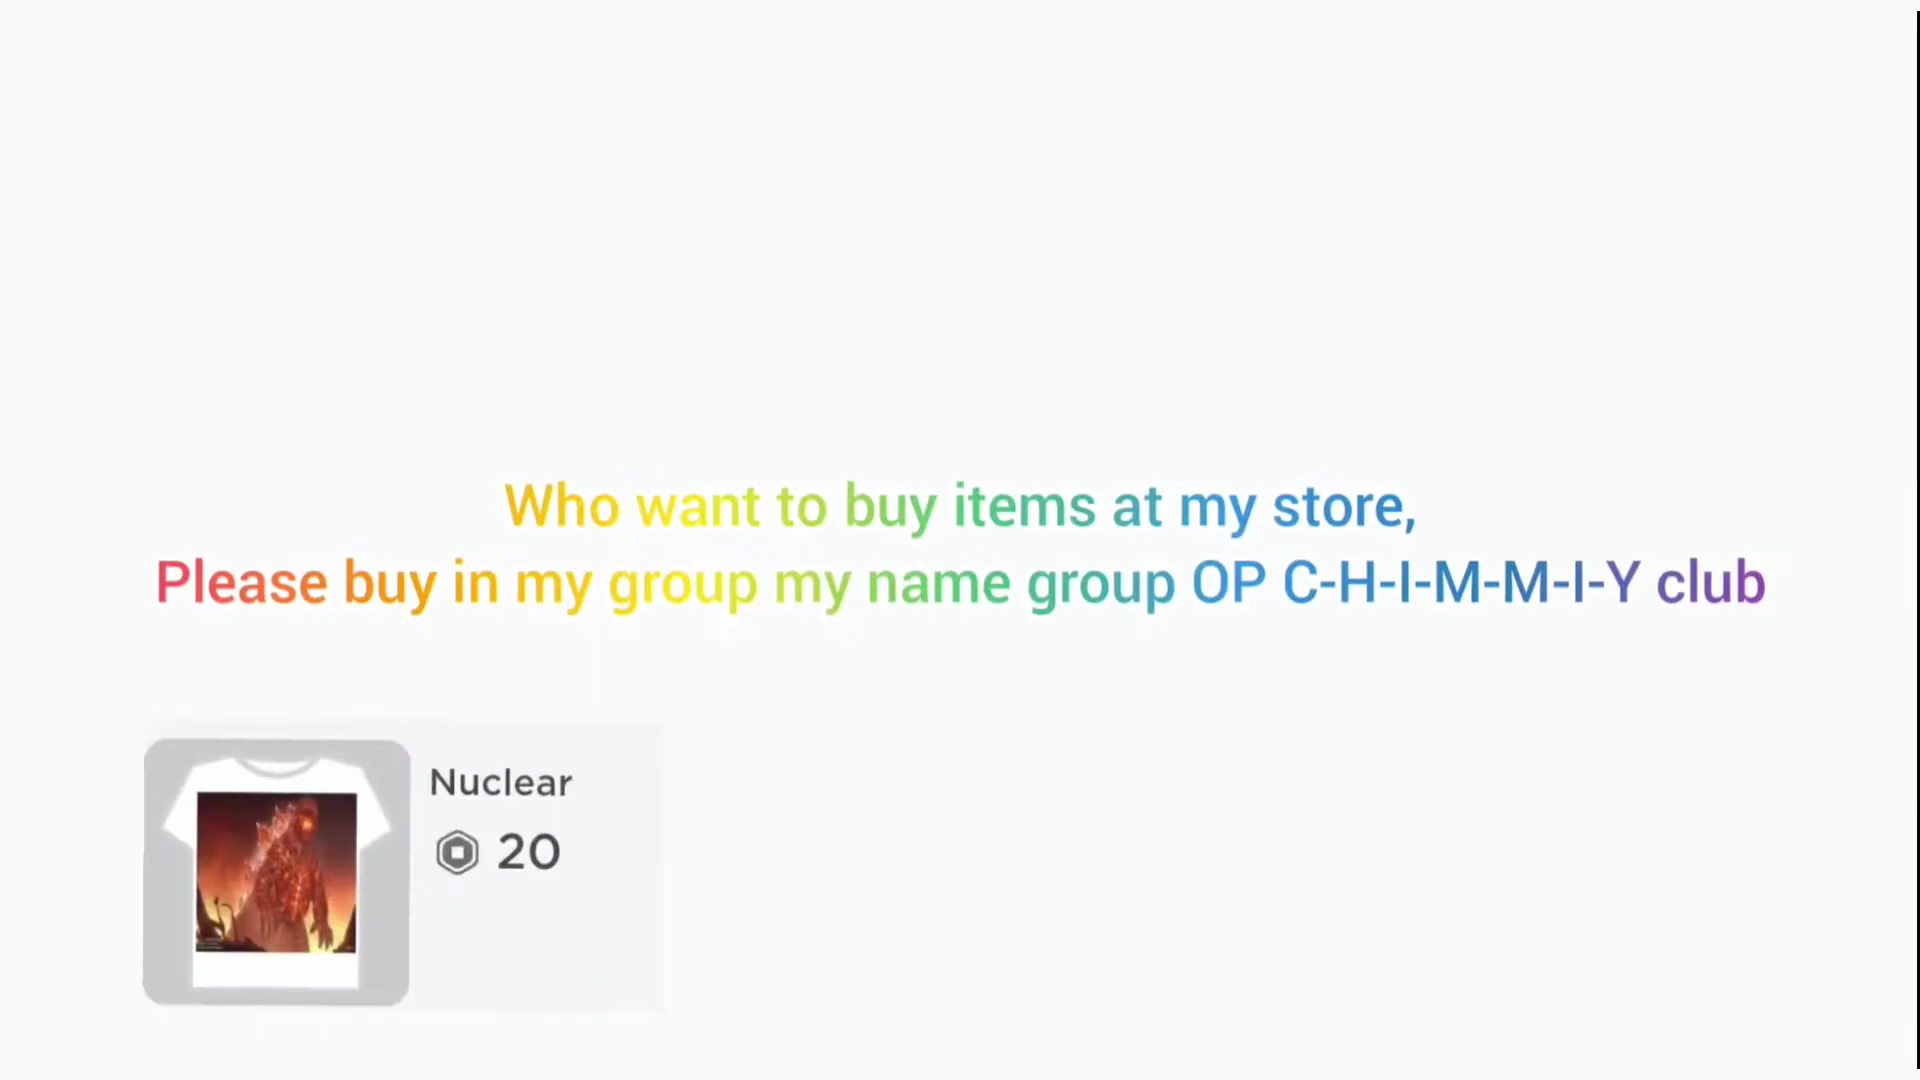 Who want to buy items at my store,
Please buy in my group my name group OP C-H-I-M-M-I-Y club
Nuclear
20